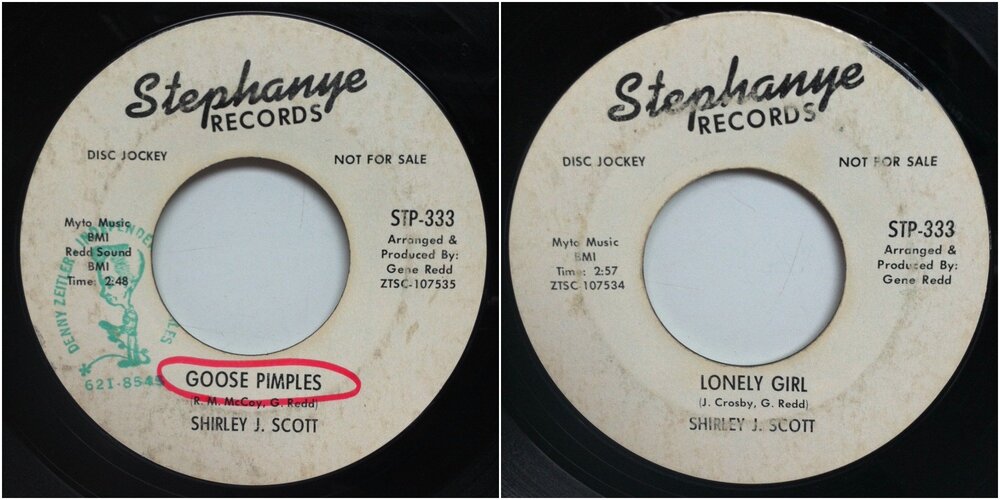 Stephanye
RECORDS
DISC JOCKEY
NOT FOR SALE
Myto Music
BMI
Redd Sound
BMI
Time: 2:48
STP-333
Arranged &
Produced By:
Gene Redd
ZTSC-107535
DENNY ZEITLER INDEPENDEN
621-8545
GOOSE PIMPLES
(R. M. McCoy, G. Redd)
SHIRLEY J. SCOTT
Stephanye
RECORDS
DISC JOCKEY
NOT FOR SALE
Myto Music
BMI
Time: 2:57
ZTSC-107534
STP-333
Arranged &
Produced By:
Gene Redd
LONELY GIRL
(J. Crosby, G. Redd)
SHIRLEY J. SCOTT